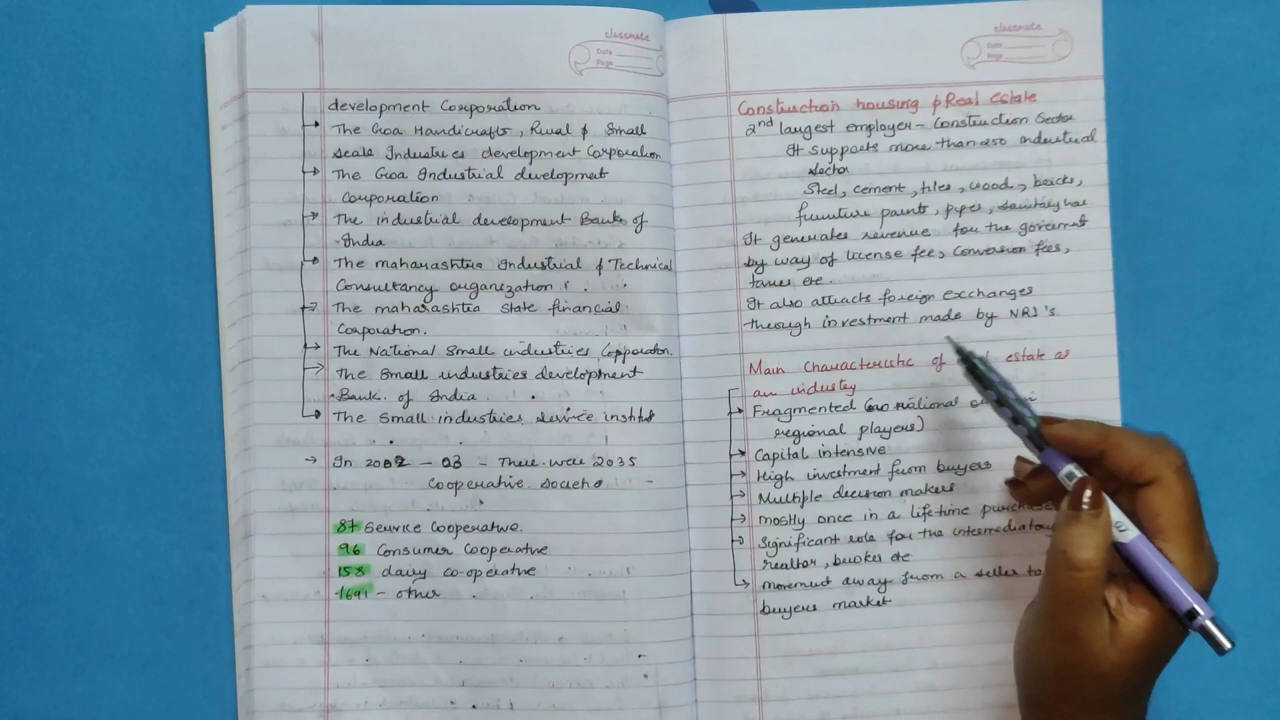 classmate
Date
Page
development Corporation
The Goa Handicrafts, Rural & Small
scale Industries development Corporation
The Goa Industrial development
Corporation
The industrial development Bank of
India
The maharashtra Industrial & Technical
Consultancy organization
The maharashtra state financial
Corporation.
The National Small industries Corporation.
The Small industries development
Bank of India
The Small industries service institut
In 2002 - 03 - There were 2035
Cooperative
87 Service Cooperative.
96 Consumer Cooperative
158 dairy co-operative
1691 - other
classmate
Date
Page
Construction housing & Real Estate
2nd largest employer - Construction Sector
It supports more than 250 industrial
sector
Steel, cement, tiles, wood, bricks,
furniture paints, pipes,
It generates revenue for the
by way of license fee, Conversion fees,
taxes etc.
It also attracts foreign exchanges
through investment made by NRI's
Main Characteristic of estate as
an industry
Fragmented (no national
regional players)
Capital intensive
High investment from buyers
Multiple decision makers
mostly once in a life-time purchase
Significant role for the intermediatory
realtor, broker etc
movement away from a seller to
buyers market